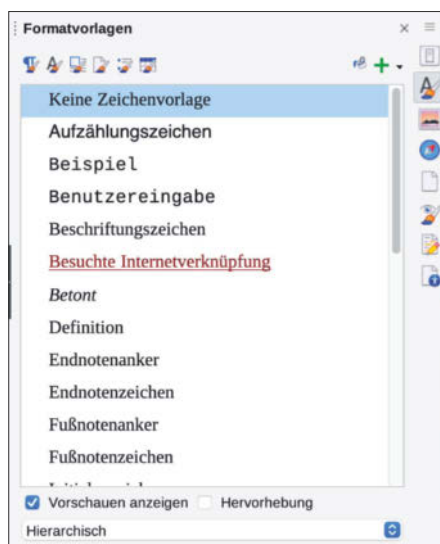 Formatvorlagen
Keine Zeichenvorlage
Aufzählungszeichen
Beispiel
Benutzereingabe
Beschriftungszeichen
Besuchte Internetverknüpfung
Betont
Definition
Endnotenanker
Endnotenzeichen
Fußnotenanker
Fußnotenzeichen
Vorschauen anzeigen Hervorhebung
Hierarchisch